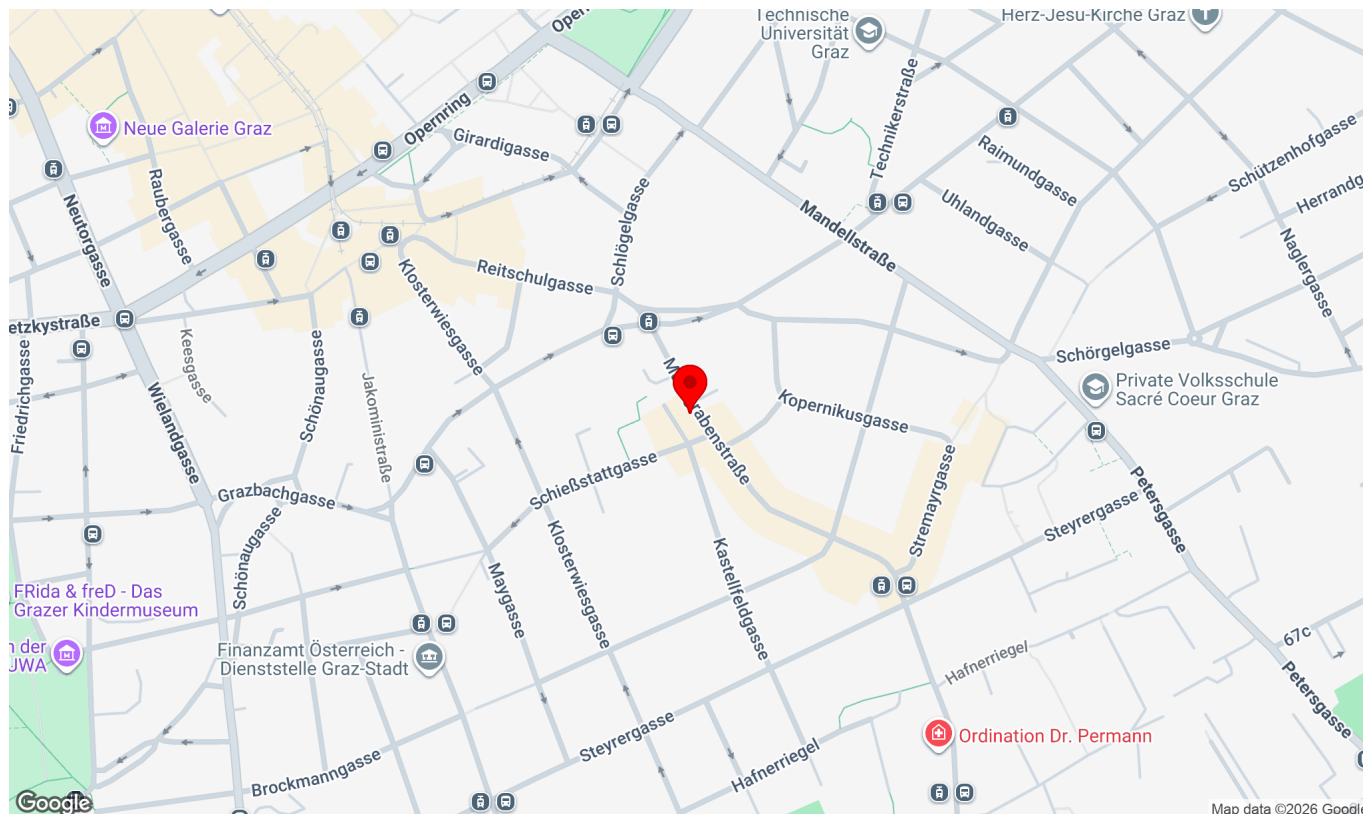 Opernring
Technische
Universität
Graz
Herz-Jesu-Kirche Graz
Neue Galerie Graz
Girardigasse
Technikerstraße
Raimundgasse
Schützenhofgasse
Raubergasse
Neutorgasse
Schlögelgasse
Mandellstraße
Uhlandgasse
Naglergasse
Reitschulgasse
Klosterwiesgasse
etzkystraße
Keesgasse
Friedrichgasse
Schönaugasse
Jakoministraße
Wielandgasse
Schörgelgasse
Private Volksschule
Sacré Coeur Graz
Kopernikusgasse
grabenstraße
Schießstattgasse
Grazbachgasse
Stremayrgasse
Steyrergasse
Petersgasse
Schönaugasse
Klosterwiesgasse
Kastellfeldgasse
Maygasse
FRida & freD - Das
Grazer Kindermuseum
n der
UWA
Finanzamt Österreich -
Dienststelle Graz-Stadt
67c
Hafnerriegel
Petersgasse
Steyrergasse
Ordination Dr. Permann
Brockmanngasse
Hafnerriegel
Google
Map data ©2026 Google